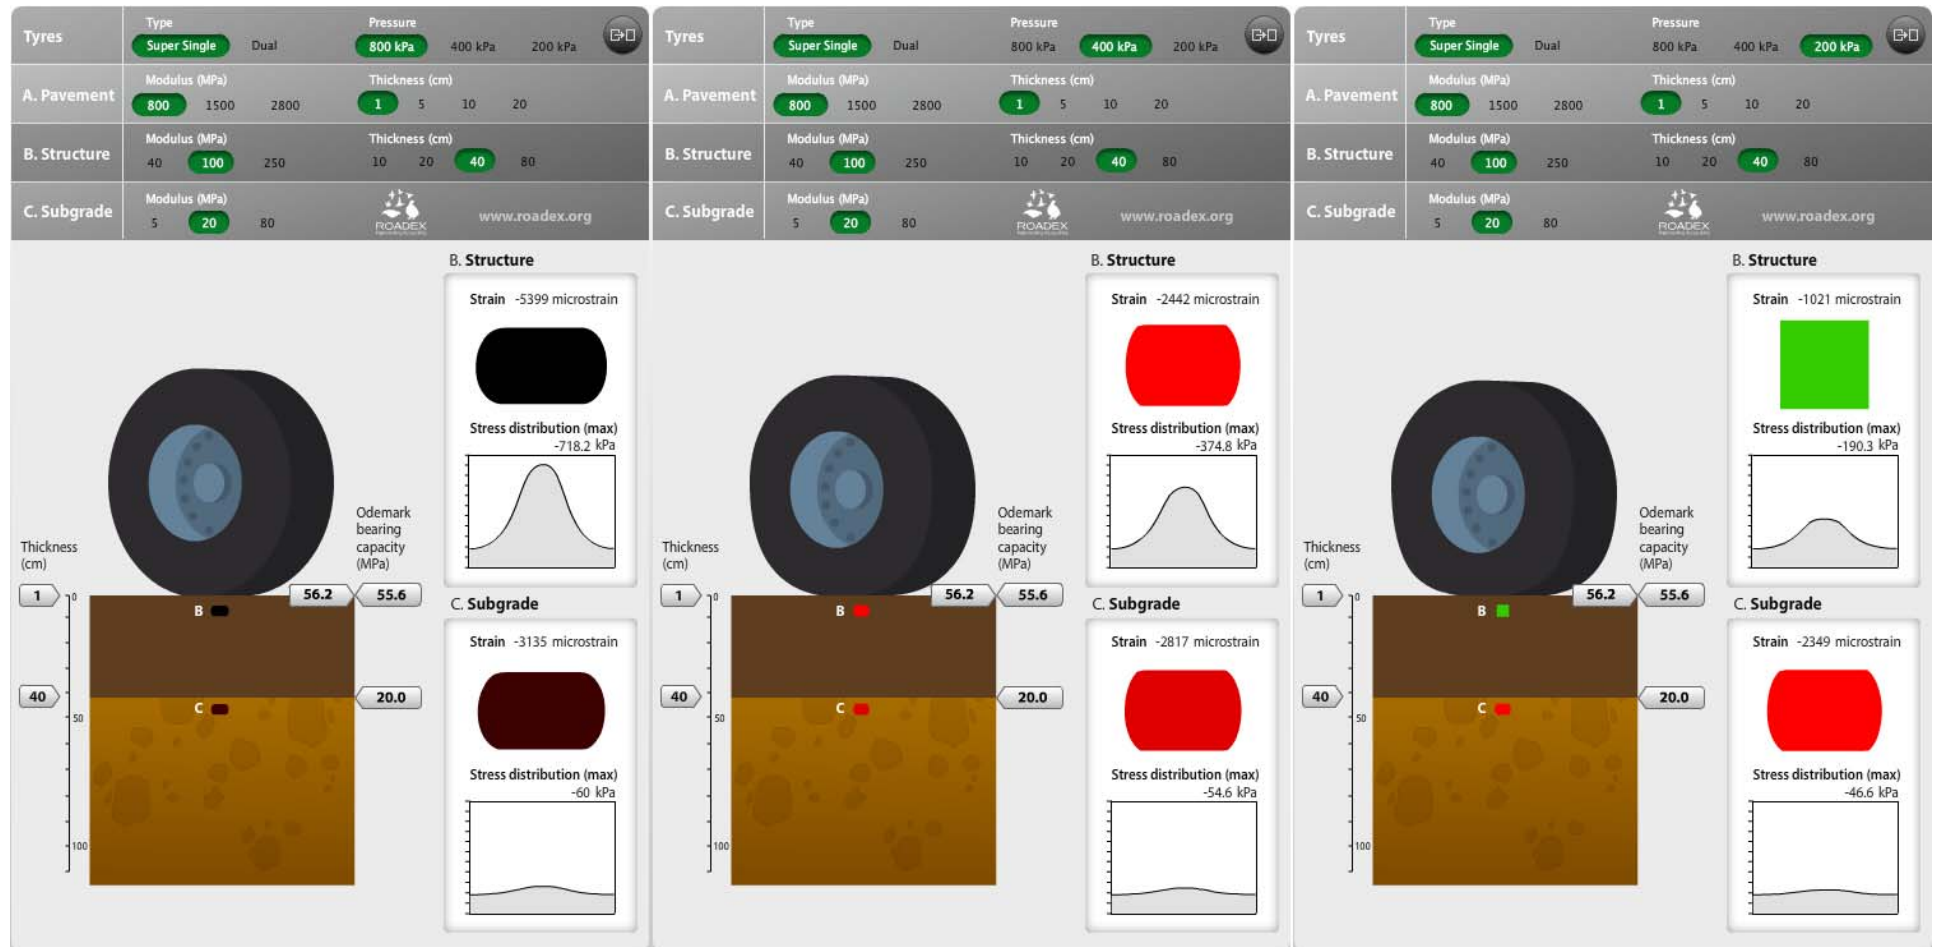 Tyres
Type
Super Single Dual
Pressure
800 kPa 400 kPa 200 kPa
A. Pavement
Modulus (MPa)
800 1500 2800
Thickness (cm)
1 5 10 20
B. Structure
Modulus (MPa)
40 100 250
Thickness (cm)
10 20 40 80
C. Subgrade
Modulus (MPa)
5 20 80
ROADEX
www.roadex.org
B. Structure
Strain -5399 microstrain
Stress distribution (max)
-718.2 kPa
Odemark
bearing
capacity
(MPa)
Thickness
(cm)
1
0
B
56.2
55.6
40
20.0
C
50
100
C. Subgrade
Strain -3135 microstrain
Stress distribution (max)
-60 kPa
Tyres
Type
Super Single Dual
Pressure
800 kPa 400 kPa 200 kPa
A. Pavement
Modulus (MPa)
800 1500 2800
Thickness (cm)
1 5 10 20
B. Structure
Modulus (MPa)
40 100 250
Thickness (cm)
10 20 40 80
C. Subgrade
Modulus (MPa)
5 20 80
ROADEX
www.roadex.org
B. Structure
Strain -2442 microstrain
Stress distribution (max)
-374.8 kPa
Odemark
bearing
capacity
(MPa)
Thickness
(cm)
1
0
B
56.2
55.6
40
20.0
C
50
100
C. Subgrade
Strain -2817 microstrain
Stress distribution (max)
-54.6 kPa
Tyres
Type
Super Single Dual
Pressure
800 kPa 400 kPa 200 kPa
A. Pavement
Modulus (MPa)
800 1500 2800
Thickness (cm)
1 5 10 20
B. Structure
Modulus (MPa)
40 100 250
Thickness (cm)
10 20 40 80
C. Subgrade
Modulus (MPa)
5 20 80
ROADEX
www.roadex.org
B. Structure
Strain -1021 microstrain
Stress distribution (max)
-190.3 kPa
Odemark
bearing
capacity
(MPa)
Thickness
(cm)
1
0
B
56.2
55.6
40
20.0
C
50
100
C. Subgrade
Strain -2349 microstrain
Stress distribution (max)
-46.6 kPa